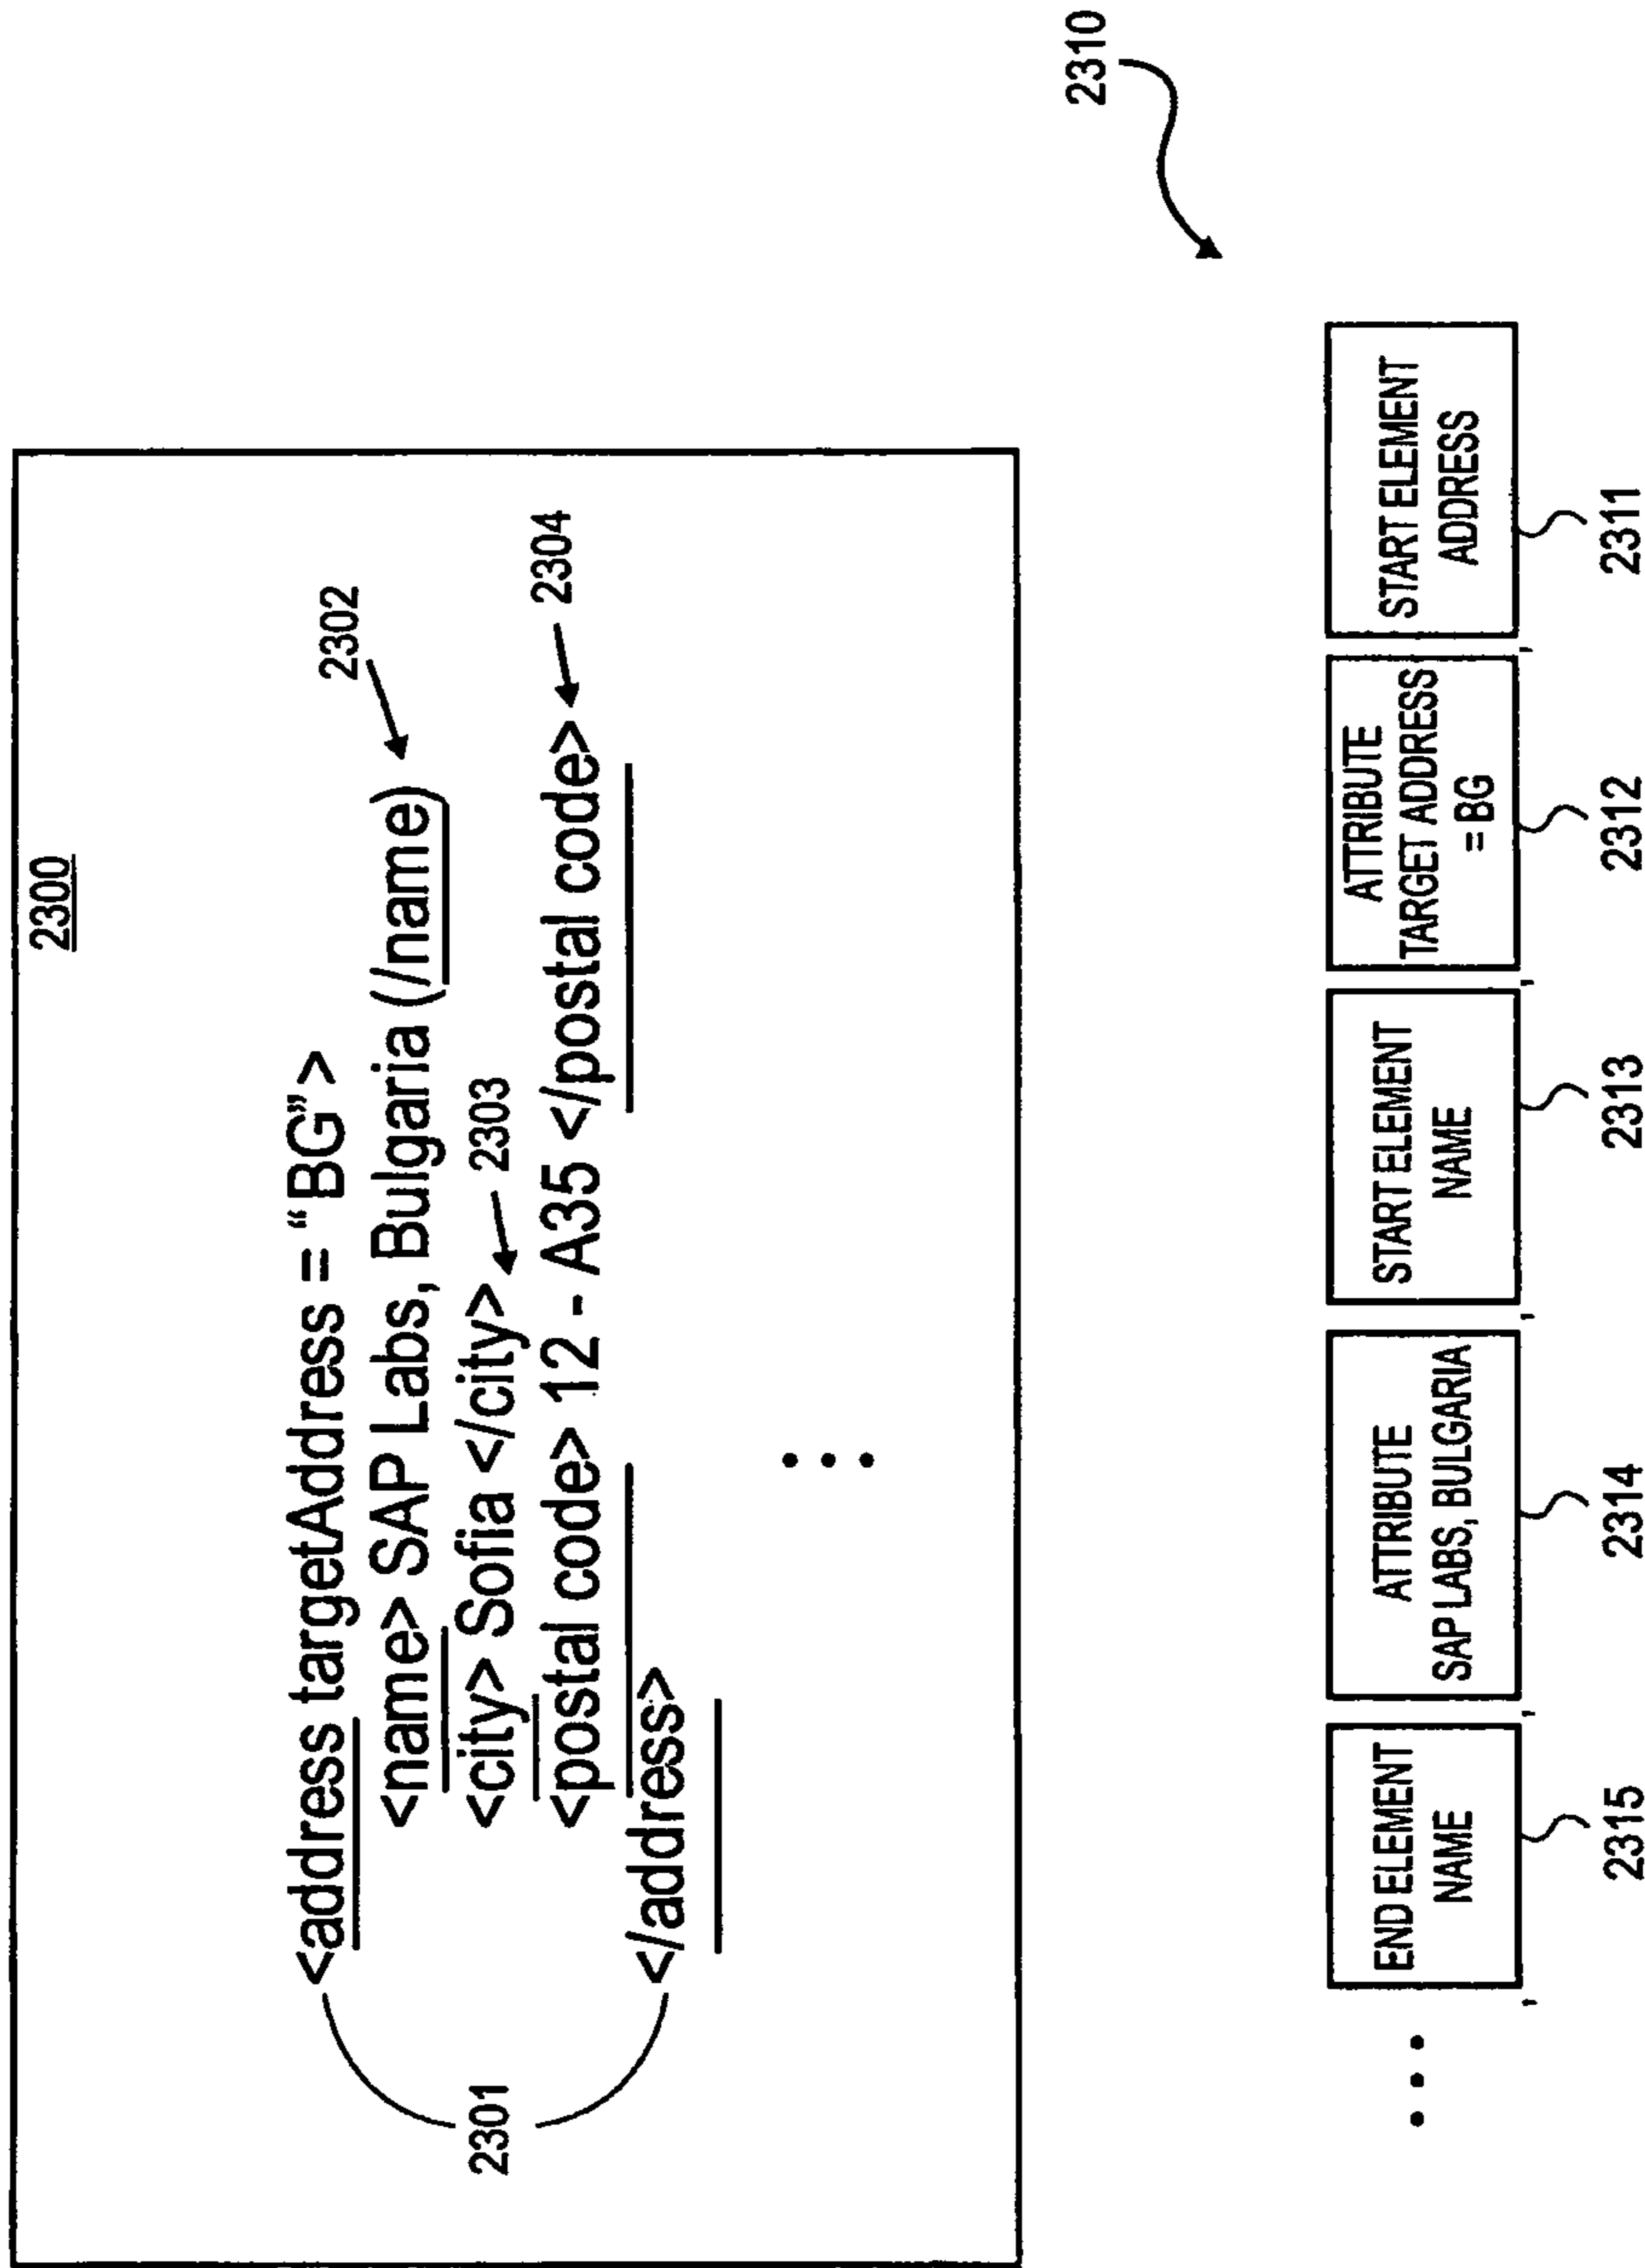 2300
<address targetAddress = “BG”>
<name> SAP Labs, Bulgaria (/name)
2302
<city> Sofia </city>
2303
<postal code> 12 - A35 </postal code>
2304
</address>
2301
2310
END ELEMENT
NAME
2315
ATTRIBUTE
SAP LABS, BULGARIA
2314
START ELEMENT
NAME
2313
ATTRIBUTE
TARGET ADDRESS
= BG
2312
START ELEMENT
ADDRESS
2311